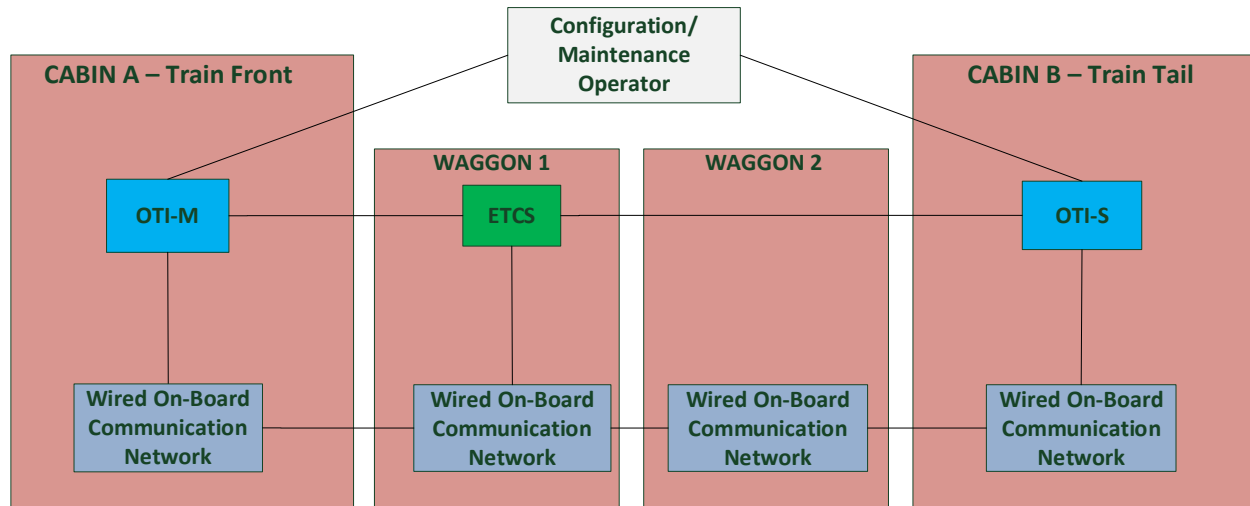 Configuration/
Maintenance
Operator
CABIN A – Train Front
CABIN B – Train Tail
WAGGON 1
WAGGON 2
OTI-M
ETCS
OTI-S
Wired On-Board
Communication
Network
Wired On-Board
Communication
Network
Wired On-Board
Communication
Network
Wired On-Board
Communication
Network